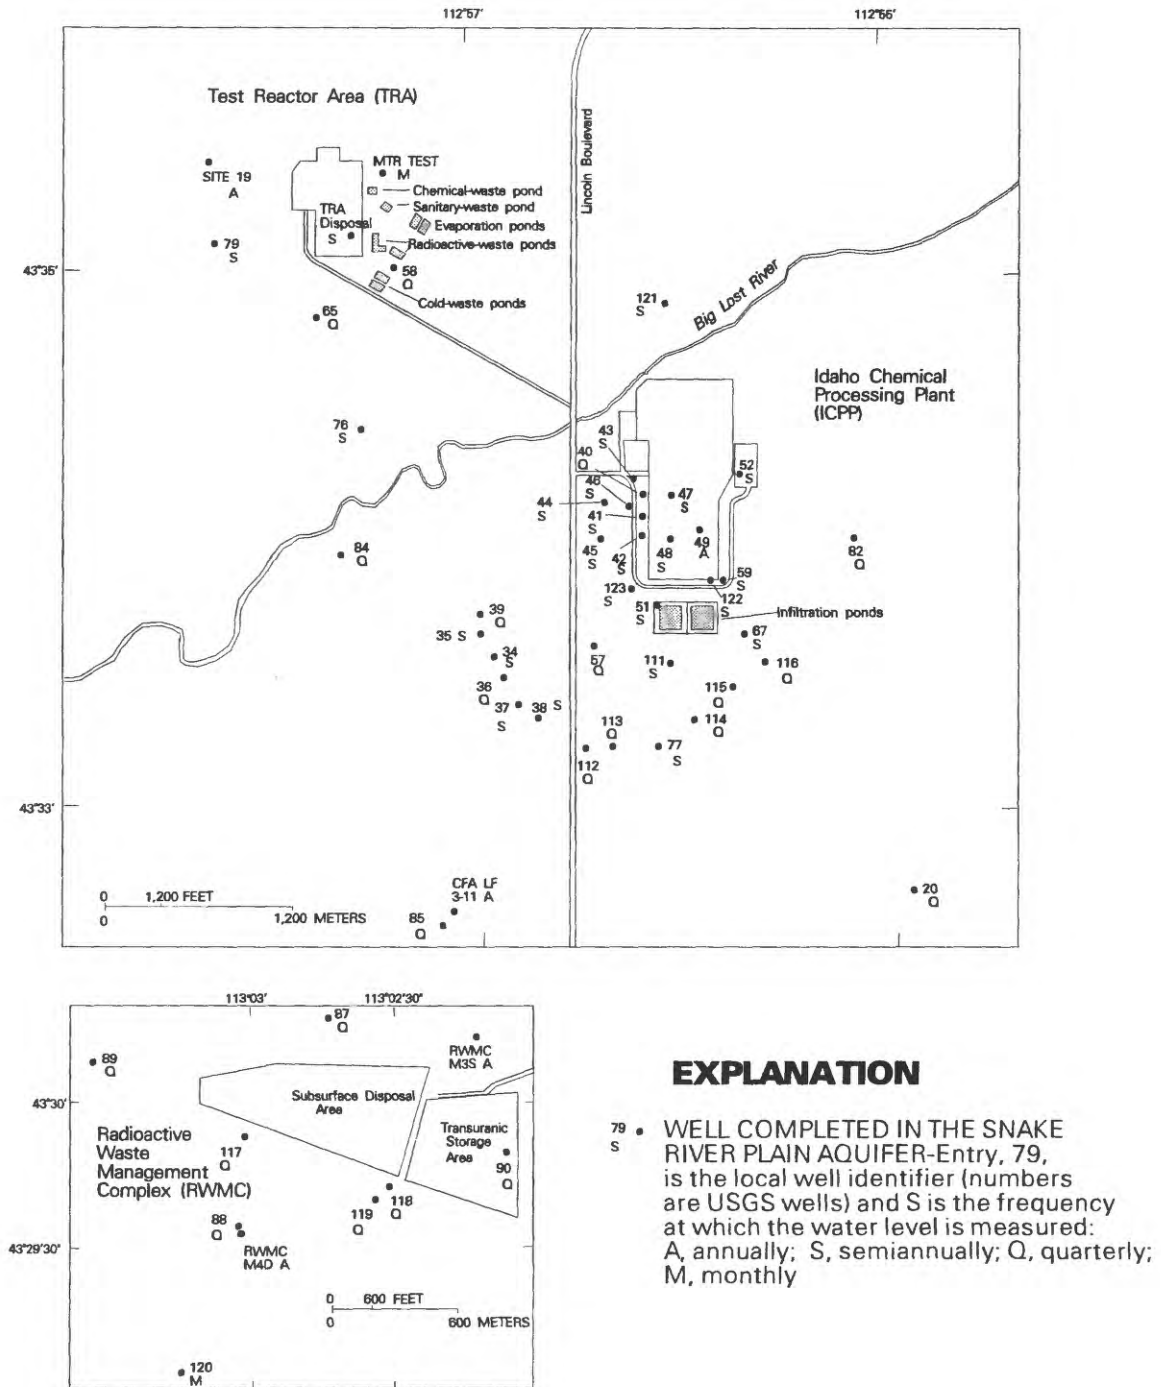 112°57'
112°56'
Test Reactor Area (TRA)
Lincoln Boulevard
SITE 19
A
MTR TEST
M
Chemical-waste pond
Sanitary-waste pond
Evaporation ponds
Radioactive-waste ponds
TRA
Disposal
S
79
S
43°35'
58
Q
Cold-waste ponds
65
Q
121
S
Big Lost River
Idaho Chemical
Processing Plant
(ICPP)
76
S
43
S
40
Q
46
S
44
S
41
S
45
S
42
S
47
S
48
S
49
A
52
S
82
Q
84
Q
59
S
122
S
123
S
51
S
Infiltration ponds
39
Q
35 S
34
S
36
Q
37
S
38
S
57
Q
111
S
67
S
116
Q
115
Q
114
Q
113
Q
112
Q
77
S
43°33'
0 1,200 FEET
0 1,200 METERS
CFA LF
3-11 A
85
Q
20
Q
113°03'
113°02'30"
87
Q
89
Q
RWMC
M3S A
43°30'
Subsurface Disposal
Area
Transuranic
Storage
Area
90
Q
Radioactive
Waste
Management
Complex (RWMC)
117
Q
118
Q
119
Q
88
Q
RWMC
M4D A
43°29'30"
0 600 FEET
0 600 METERS
120
M
EXPLANATION
79
S
WELL COMPLETED IN THE SNAKE
RIVER PLAIN AQUIFER-Entry, 79,
is the local well identifier (numbers
are USGS wells) and S is the frequency
at which the water level is measured:
A, annually; S, semiannually; Q, quarterly;
M, monthly